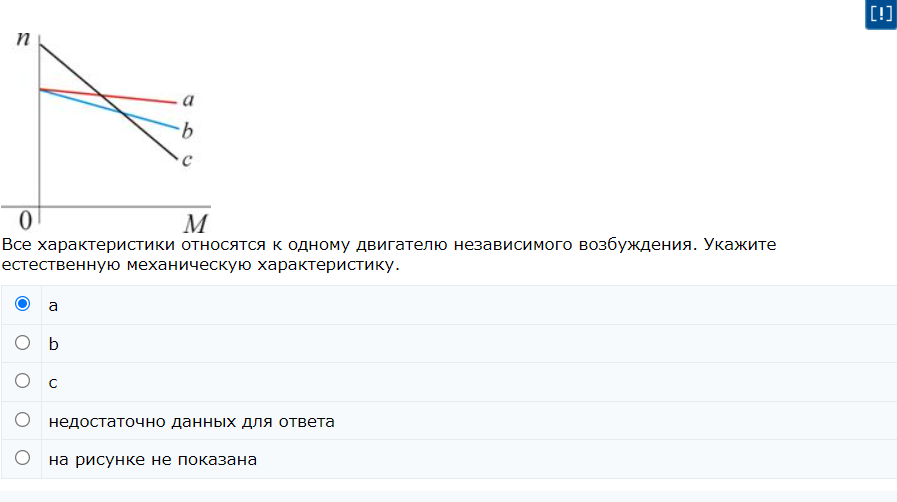 [!]
n
a
b
c
0
M
Все характеристики относятся к одному двигателю независимого возбуждения. Укажите
естественную механическую характеристику.
a
b
c
недостаточно данных для ответа
на рисунке не показана